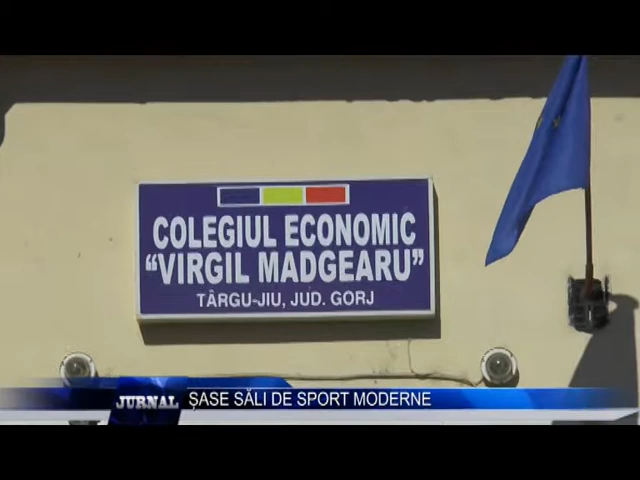 COLEGIUL ECONOMIC
"VIRGIL MADGEARU"
TÂRGU-JIU, JUD. GORJ
JURNAL ȘASE SĂLI DE SPORT MODERNE